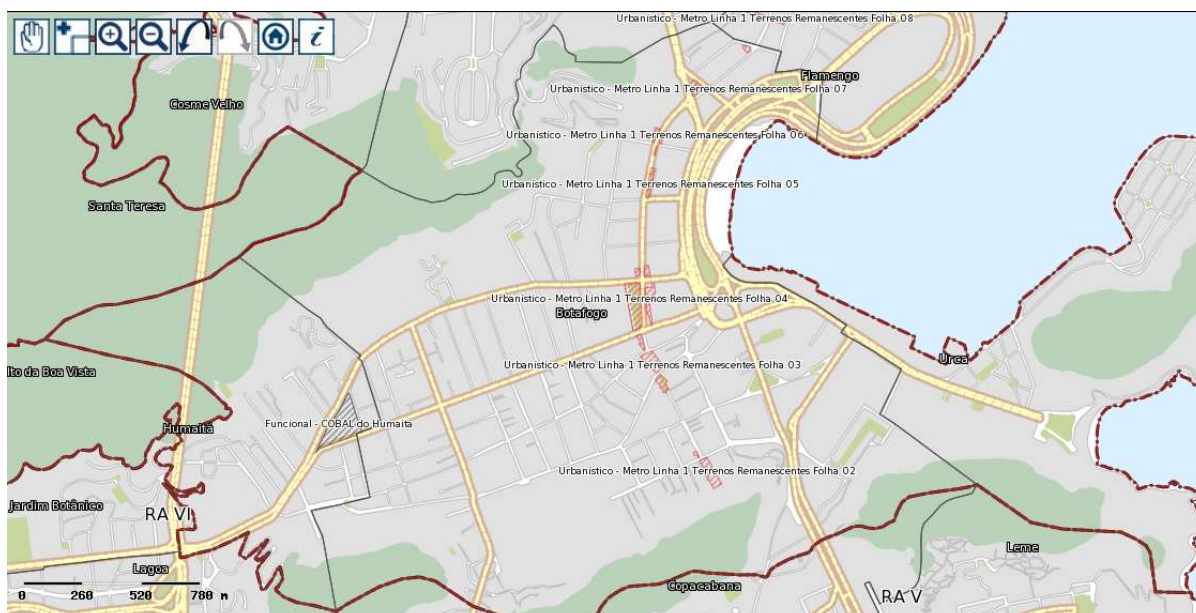 i
Urbanistico - Metro Linha 1 Terrenos Remanescentes Folha 08
Flamengo
Urbanistico - Metro Linha 1 Terrenos Remanescentes Folha 07
Cosme Velho
Urbanistico - Metro Linha 1 Terrenos Remanescentes Folha 06
Urbanistico - Metro Linha 1 Terrenos Remanescentes Folha 05
Santa Teresa
Urbanistico - Metro Linha 1 Terrenos Remanescentes Folha 04
Botafogo
Urca
Urbanistico - Metro Linha 1 Terrenos Remanescentes Folha 03
lto da Boa Vista
Funcional - COBAL do Humaita
Humaitá
Urbanistico - Metro Linha 1 Terrenos Remanescentes Folha 02
Jardim Botânico
RA VI
Leme
Lagoa
Copacabana
RA V
0 260 520 780 m